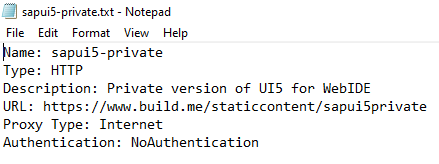 sapui5-private.txt - Notepad
File Edit Format View Help
Name: sapui5-private
Type: HTTP
Description: Private version of UI5 for WebIDE
URL: https://www.build.me/staticcontent/sapui5private
Proxy Type: Internet
Authentication: NoAuthentication